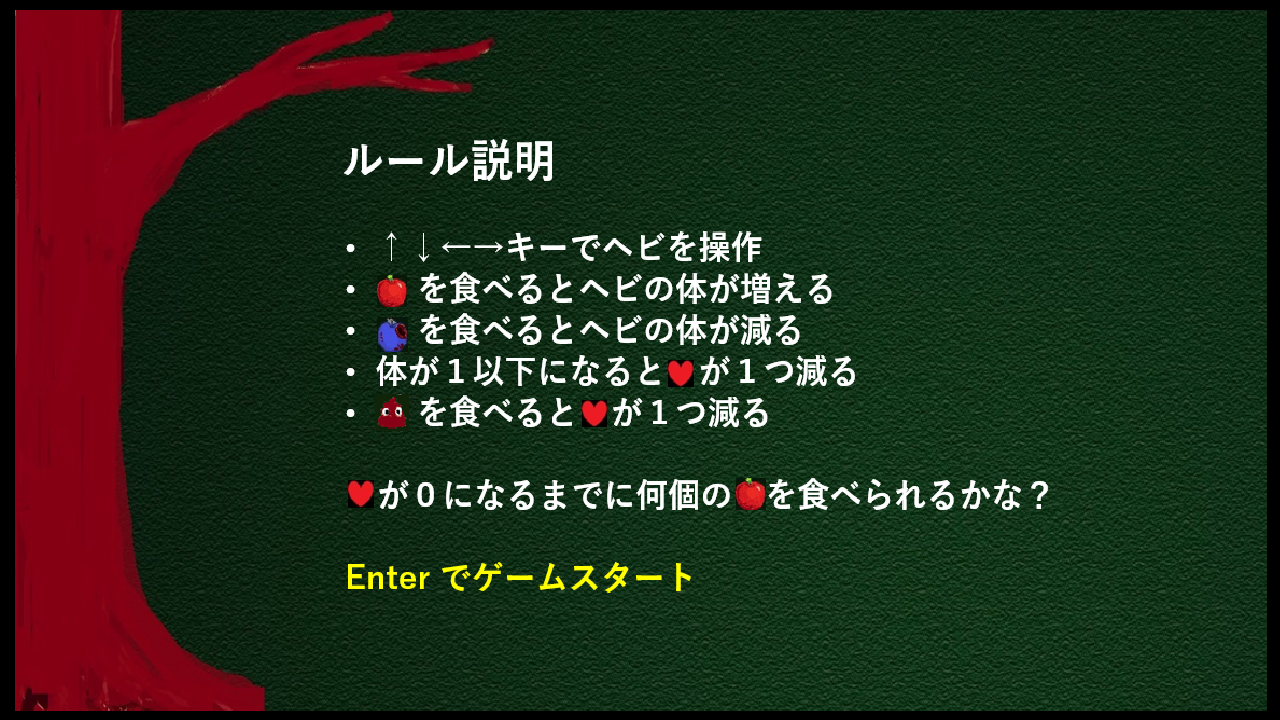 ルール説明
• ↑↓←→キーでヘビを操作
• を食べるとヘビの体が増える
• を食べるとヘビの体が減る
• 体が１以下になるとが１つ減る
• を食べるとが１つ減る
が０になるまでに何個のを食べられるかな？
Enter でゲームスタート